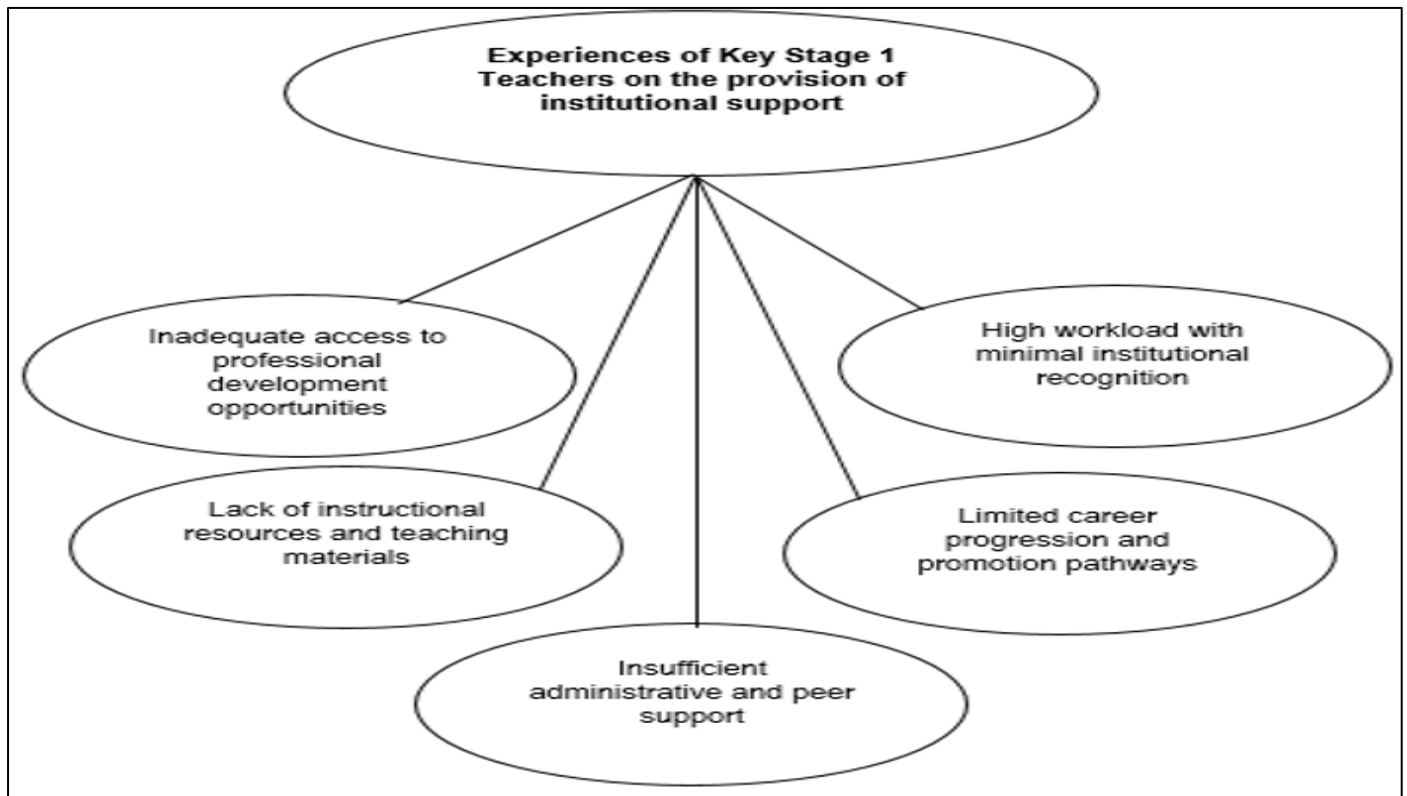 Experiences of Key Stage 1
Teachers on the provision of
institutional support
Inadequate access to
professional
development
opportunities
High workload with
minimal institutional
recognition
Lack of instructional
resources and teaching
materials
Limited career
progression and
promotion pathways
Insufficient
administrative and peer
support